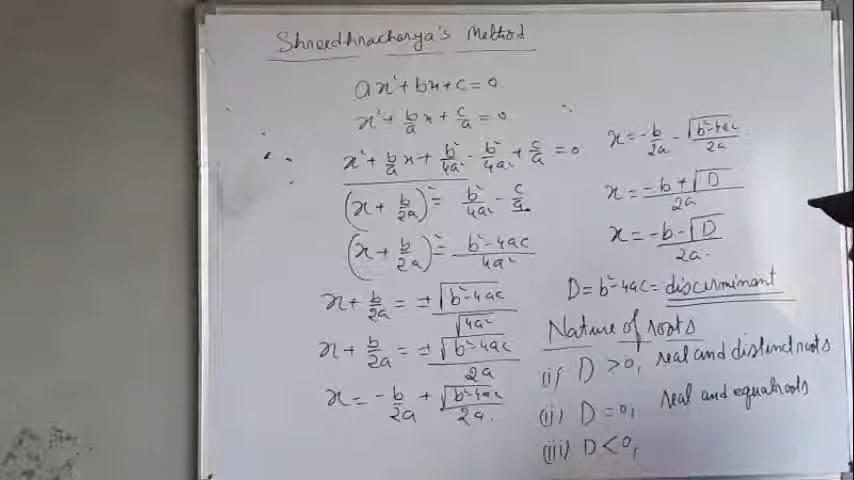 Shreedhracharya's Method
ax² + bx + c = 0
x² + b/a x + c/a = 0
x² + b/a x + b²/4a² - b²/4a² + c/a = 0
(x + b/2a)² = b²/4a² - c/a
(x + b/2a)² = b²-4ac/4a²
x + b/2a = ± √b²-4ac/√4a²
x + b/2a = ± √b²-4ac/2a
x = -b/2a + √b²-4ac/2a.
x = -b/2a - √b²-4ac/2a
x = -b + √D/2a
x = -b - √D/2a.
D = b²-4ac = discriminant
Nature of roots
(i) D > 0, real and distinct roots
(ii) D = 0, real and equal roots
(iii) D < 0,